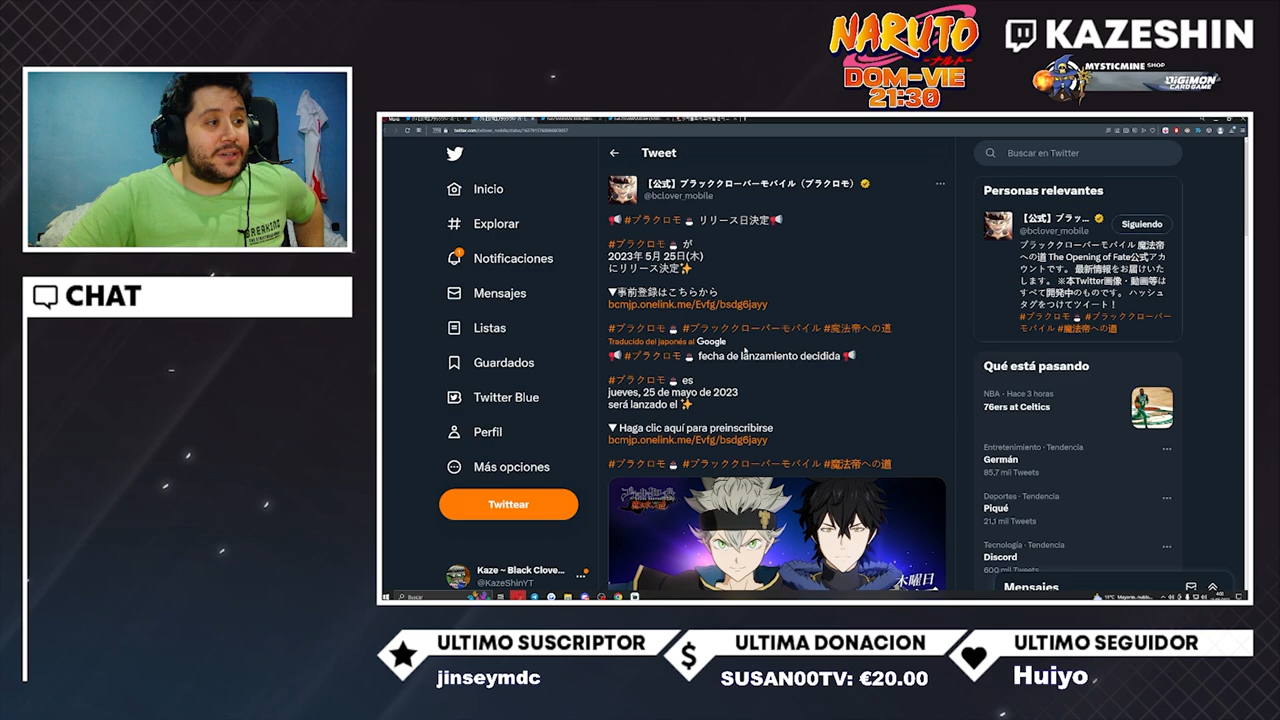 NARUTO
-ナルト-
DOM-VIE
21:30
KAZESHIN
MYSTICMINE SHOP
DIGIMON
CARD GAME
BREAKING
CHAT
Inicio
Explorar
Notificaciones
Mensajes
Listas
Guardados
Twitter Blue
Perfil
Más opciones
Twittear
Kaze ~ Black Clove...
@KazeShinYT
Tweet
【公式】ブラッククローバーモバイル（ブラクロモ）
@bclover_mobile
#ブラクロモ リリース日決定
#ブラクロモ が
2023年 5月 25日(木)
にリリース決定✨
▼事前登録はこちらから
bcmjp.onelink.me/Evfg/bsdg6jayy
#ブラクロモ #ブラッククローバーモバイル #魔法帝への道
Traducido del japonés al Google
#ブラクロモ fecha de lanzamiento decidida
#ブラクロモ es
jueves, 25 de mayo de 2023
será lanzado el ✨
▼ Haga clic aquí para preinscribirse
bcmjp.onelink.me/Evfg/bsdg6jayy
#ブラクロモ #ブラッククローバーモバイル #魔法帝への道
木曜日
Buscar en Twitter
Personas relevantes
【公式】ブラッ...
@bclover_mobile
Siguiendo
ブラッククローバーモバイル 魔法帝
への道 The Opening of Fate公式アカ
ウントです。 最新情報をお届けいた
します。 ※本Twitter画像・動画等は
すべて開発中のものです。 ハッシュ
タグをつけてツイート！
#ブラクロモ #ブラッククローバー
モバイル #魔法帝への道
Qué está pasando
NBA · Hace 3 horas
76ers at Celtics
Entretenimiento · Tendencia
Germán
85,7 mil Tweets
Deportes · Tendencia
Piqué
21,1 mil Tweets
Tecnología · Tendencia
Discord
600 mil Tweets
Mensajes
Buscar
ULTIMO SUSCRIPTOR
jinseymdc
ULTIMA DONACION
SUSAN00TV: €20.00
ULTIMO SEGUIDOR
Huiyo